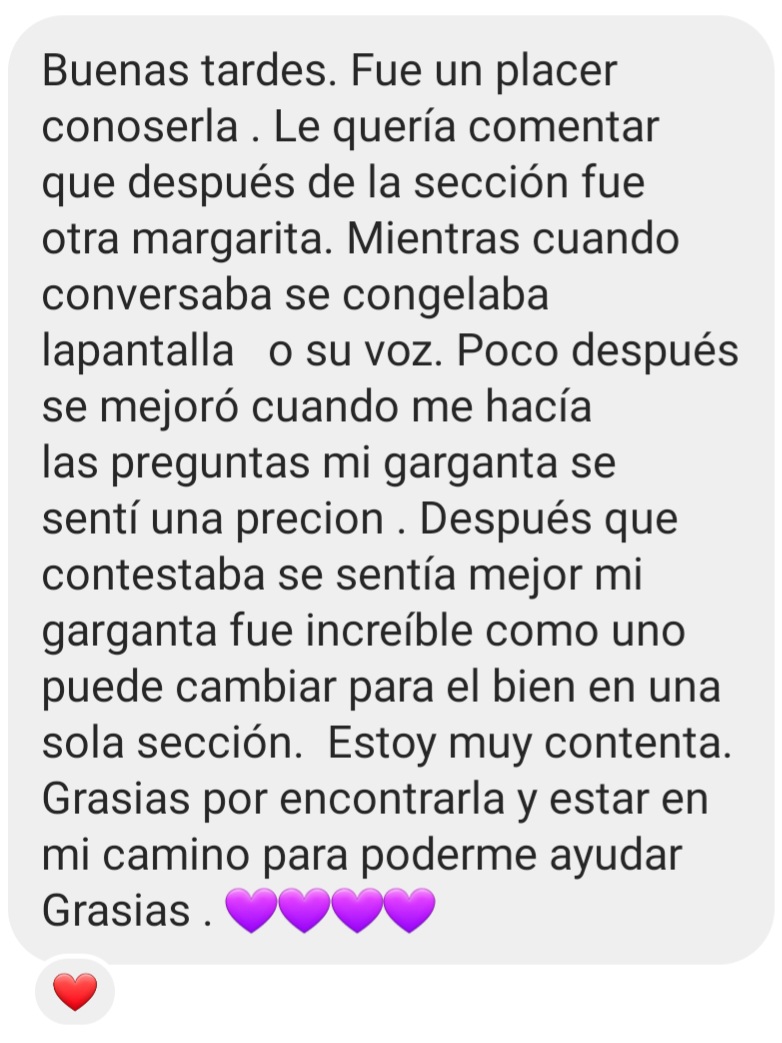 Buenas tardes. Fue un placer
conoserla . Le quería comentar
que después de la sección fue
otra margarita. Mientras cuando
conversaba se congelaba
lapantalla   o su voz. Poco después
se mejoró cuando me hacía
las preguntas mi garganta se
sentí una precion . Después que
contestaba se sentía mejor mi
garganta fue increíble como uno
puede cambiar para el bien en una
sola sección.  Estoy muy contenta.
Grasias por encontrarla y estar en
mi camino para poderme ayudar
Grasias . 💜💜💜💜